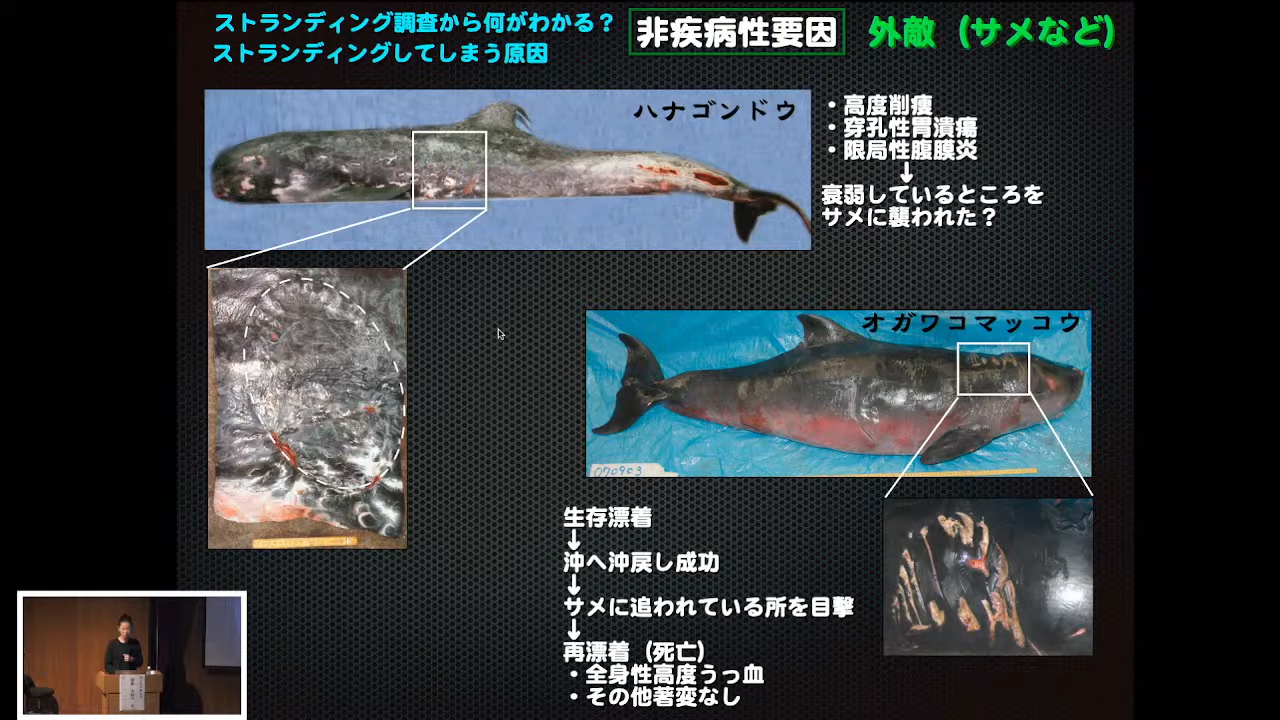 ストランディング調査から何がわかる？
ストランディングしてしまう原因
非疾病性要因
外敵（サメなど）
ハナゴンドウ
・高度削痩
・穿孔性胃潰瘍
・限局性腹膜炎
↓
衰弱しているところを
サメに襲われた？
オガワコマッコウ
070903
生存漂着
↓
沖へ沖戻し成功
↓
サメに追われている所を目撃
↓
再漂着（死亡）
・全身性高度うっ血
・その他著変なし